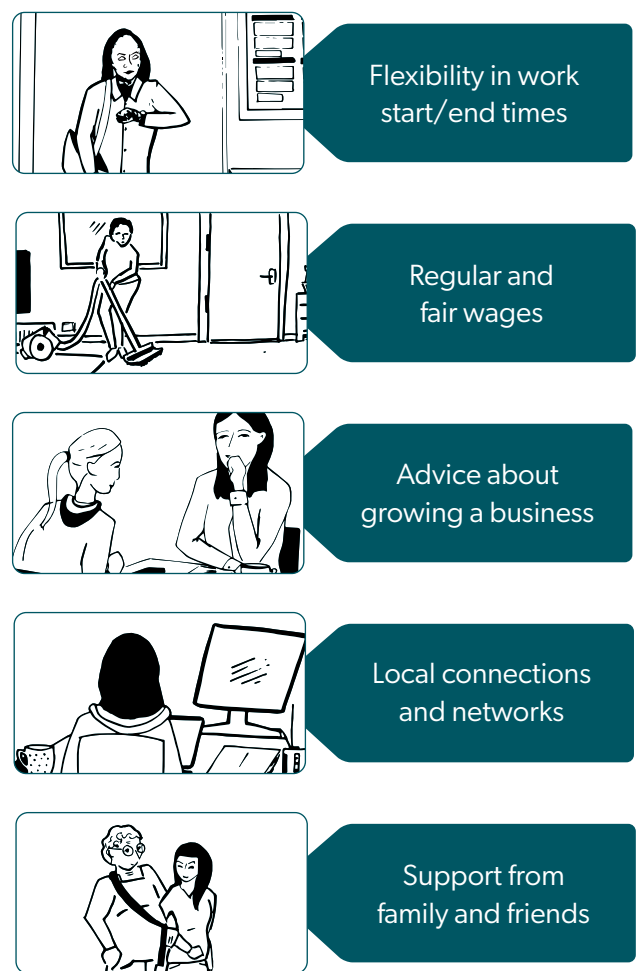 Flexibility in work
start/end times
Regular and
fair wages
Advice about
growing a business
Local connections
and networks
Support from
family and friends